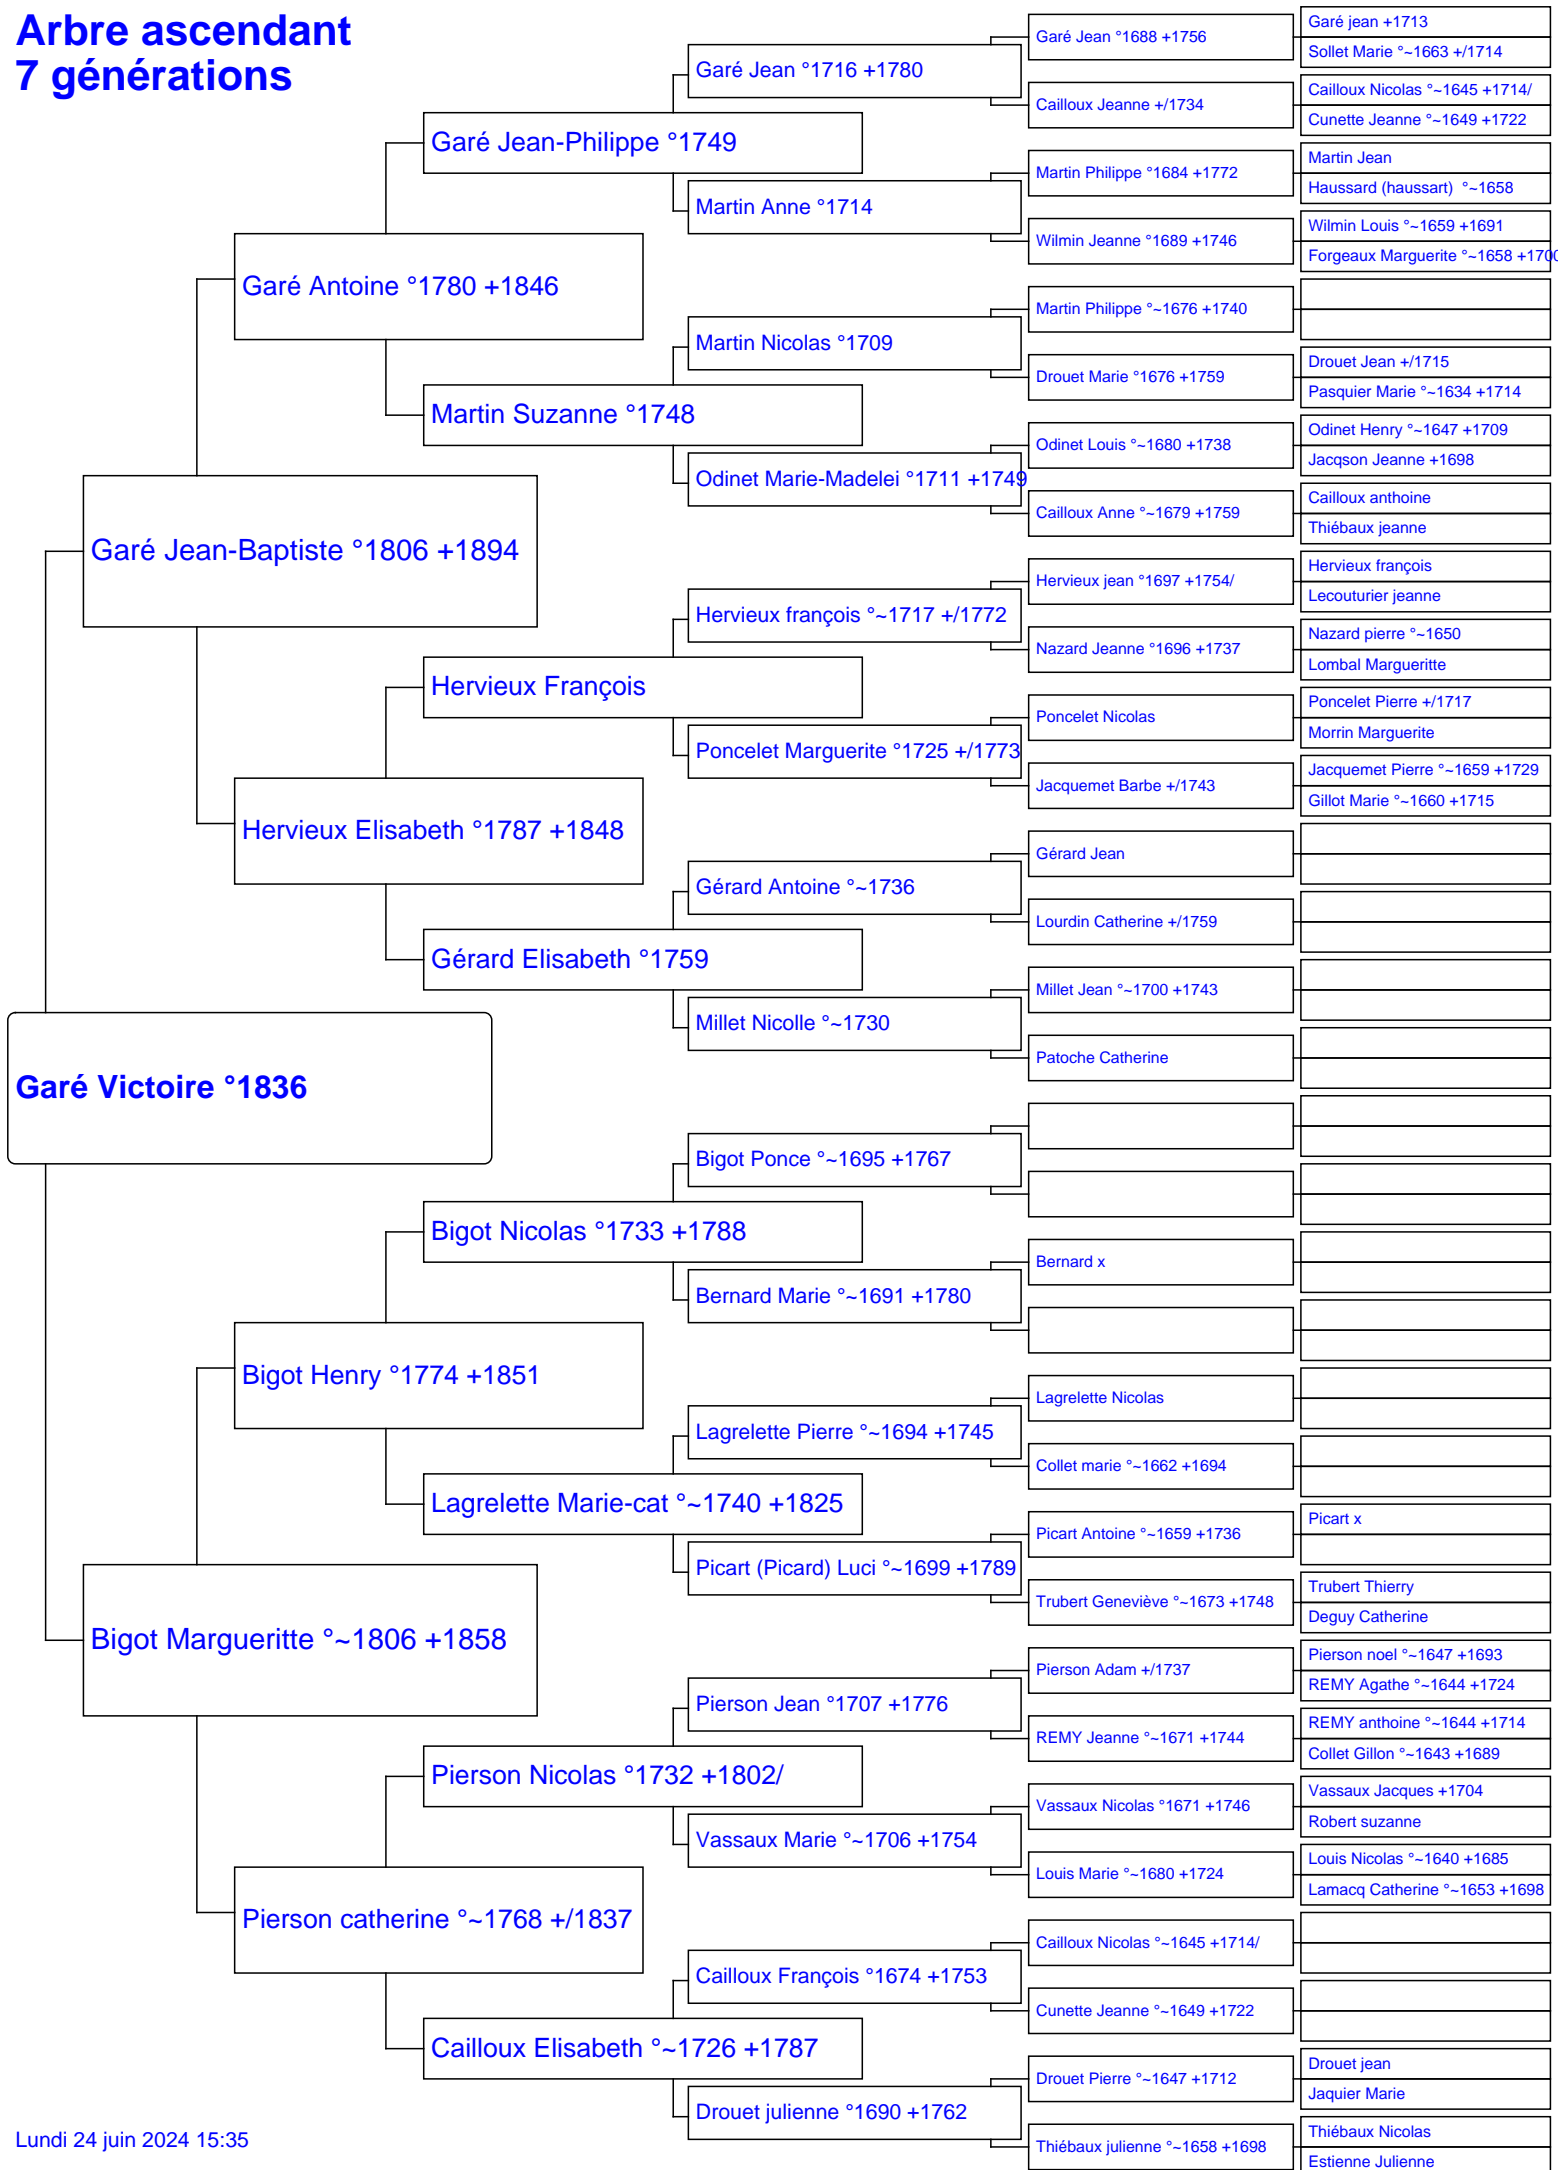 Arbre ascendant
7 générations
Garé Victoire °1836
Garé Jean-Baptiste °1806 +1894
Bigot Margueritte °~1806 +1858
Garé Antoine °1780 +1846
Hervieux Elisabeth °1787 +1848
Bigot Henry °1774 +1851
Pierson catherine °~1768 +/1837
Garé Jean-Philippe °1749
Martin Suzanne °1748
Hervieux François
Gérard Elisabeth °1759
Bigot Nicolas °1733 +1788
Lagrelette Marie-cat °~1740 +1825
Pierson Nicolas °1732 +1802/
Cailloux Elisabeth °~1726 +1787
Garé Jean °1716 +1780
Martin Anne °1714
Martin Nicolas °1709
Odinet Marie-Madelei °1711 +1749
Hervieux françois °~1717 +/1772
Poncelet Marguerite °1725 +/1773
Gérard Antoine °~1736
Millet Nicolle °~1730
Bigot Ponce °~1695 +1767
Bernard Marie °~1691 +1780
Lagrelette Pierre °~1694 +1745
Picart (Picard) Luci °~1699 +1789
Pierson Jean °1707 +1776
Vassaux Marie °~1706 +1754
Cailloux François °1674 +1753
Drouet julienne °1690 +1762
Garé Jean °1688 +1756
Cailloux Jeanne +/1734
Martin Philippe °1684 +1772
Wilmin Jeanne °1689 +1746
Martin Philippe °~1676 +1740
Drouet Marie °1676 +1759
Odinet Louis °~1680 +1738
Cailloux Anne °~1679 +1759
Hervieux jean °1697 +1754/
Nazard Jeanne °1696 +1737
Poncelet Nicolas
Jacquemet Barbe +/1743
Gérard Jean
Lourdin Catherine +/1759
Millet Jean °~1700 +1743
Patoche Catherine
Bernard x
Lagrelette Nicolas
Collet marie °~1662 +1694
Picart Antoine °~1659 +1736
Trubert Geneviève °~1673 +1748
Pierson Adam +/1737
REMY Jeanne °~1671 +1744
Vassaux Nicolas °1671 +1746
Louis Marie °~1680 +1724
Cailloux Nicolas °~1645 +1714/
Cunette Jeanne °~1649 +1722
Drouet Pierre °~1647 +1712
Thiébaux julienne °~1658 +1698
Garé jean +1713
Sollet Marie °~1663 +/1714
Cailloux Nicolas °~1645 +1714/
Cunette Jeanne °~1649 +1722
Martin Jean
Haussard (haussart) °~1658
Wilmin Louis °~1659 +1691
Forgeaux Marguerite °~1658 +1700
Drouet Jean +/1715
Pasquier Marie °~1634 +1714
Odinet Henry °~1647 +1709
Jacqson Jeanne +1698
Cailloux anthoine
Thiébaux jeanne
Hervieux françois
Lecouturier jeanne
Nazard pierre °~1650
Lombal Margueritte
Poncelet Pierre +/1717
Morrin Marguerite
Jacquemet Pierre °~1659 +1729
Gillot Marie °~1660 +1715
Picart x
Trubert Thierry
Deguy Catherine
Pierson noel °~1647 +1693
REMY Agathe °~1644 +1724
REMY anthoine °~1644 +1714
Collet Gillon °~1643 +1689
Vassaux Jacques +1704
Robert suzanne
Louis Nicolas °~1640 +1685
Lamacq Catherine °~1653 +1698
Drouet jean
Jaquier Marie
Thiébaux Nicolas
Estienne Julienne
Lundi 24 juin 2024 15:35